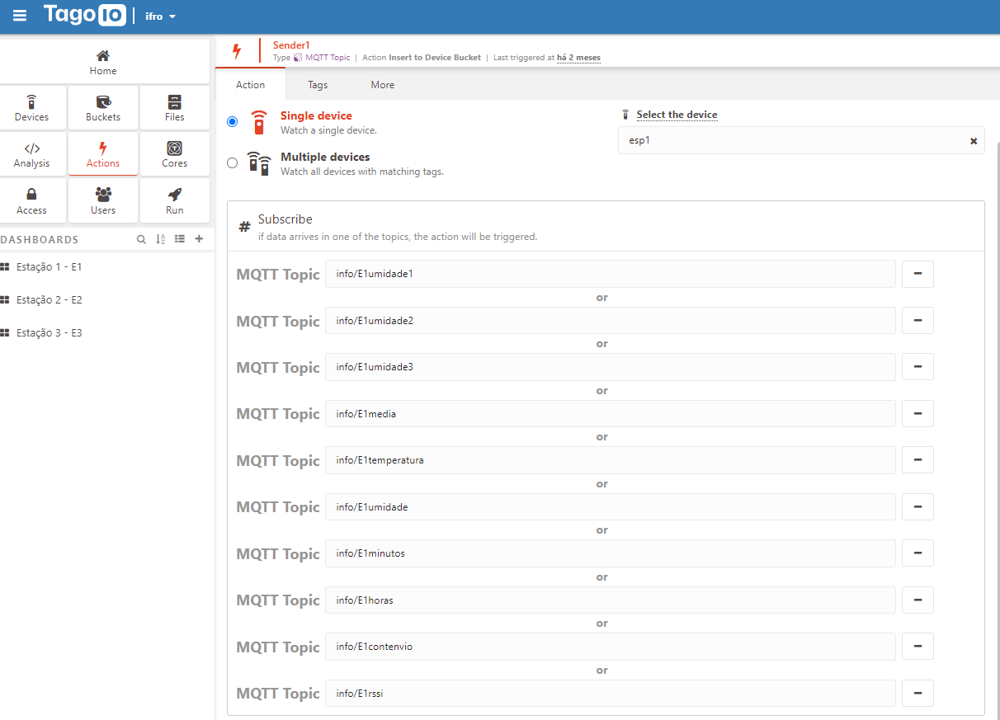 TagoIO ifro
Home
Devices Buckets Files
Analysis Actions Cores
Access Users Run
DASHBOARDS
Estação 1 - E1
Estação 2 - E2
Estação 3 - E3
Sender1
Type MQTT Topic | Action Insert to Device Bucket | Last triggered at há 2 meses
Action Tags More
Single device
Watch a single device.
Multiple devices
Watch all devices with matching tags.
Select the device
esp1
# Subscribe
if data arrives in one of the topics, the action will be triggered.
MQTT Topic info/E1umidade1
or
MQTT Topic info/E1umidade2
or
MQTT Topic info/E1umidade3
or
MQTT Topic info/E1media
or
MQTT Topic info/E1temperatura
or
MQTT Topic info/E1umidade
or
MQTT Topic info/E1minutos
or
MQTT Topic info/E1horas
or
MQTT Topic info/E1contenvio
or
MQTT Topic info/E1rssi